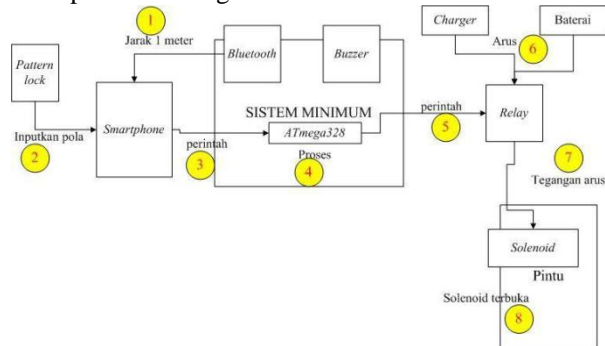 1
Jarak 1 meter
Bluetooth
Buzzer
Charger
Baterai
Arus
6
Pattern
lock
Smartphone
Inputkan pola
2
perintah
3
SISTEM MINIMUM
ATmega328
Proses
4
perintah
5
Relay
7
Tegangan arus
Solenoid
Pintu
Solenoid terbuka
8